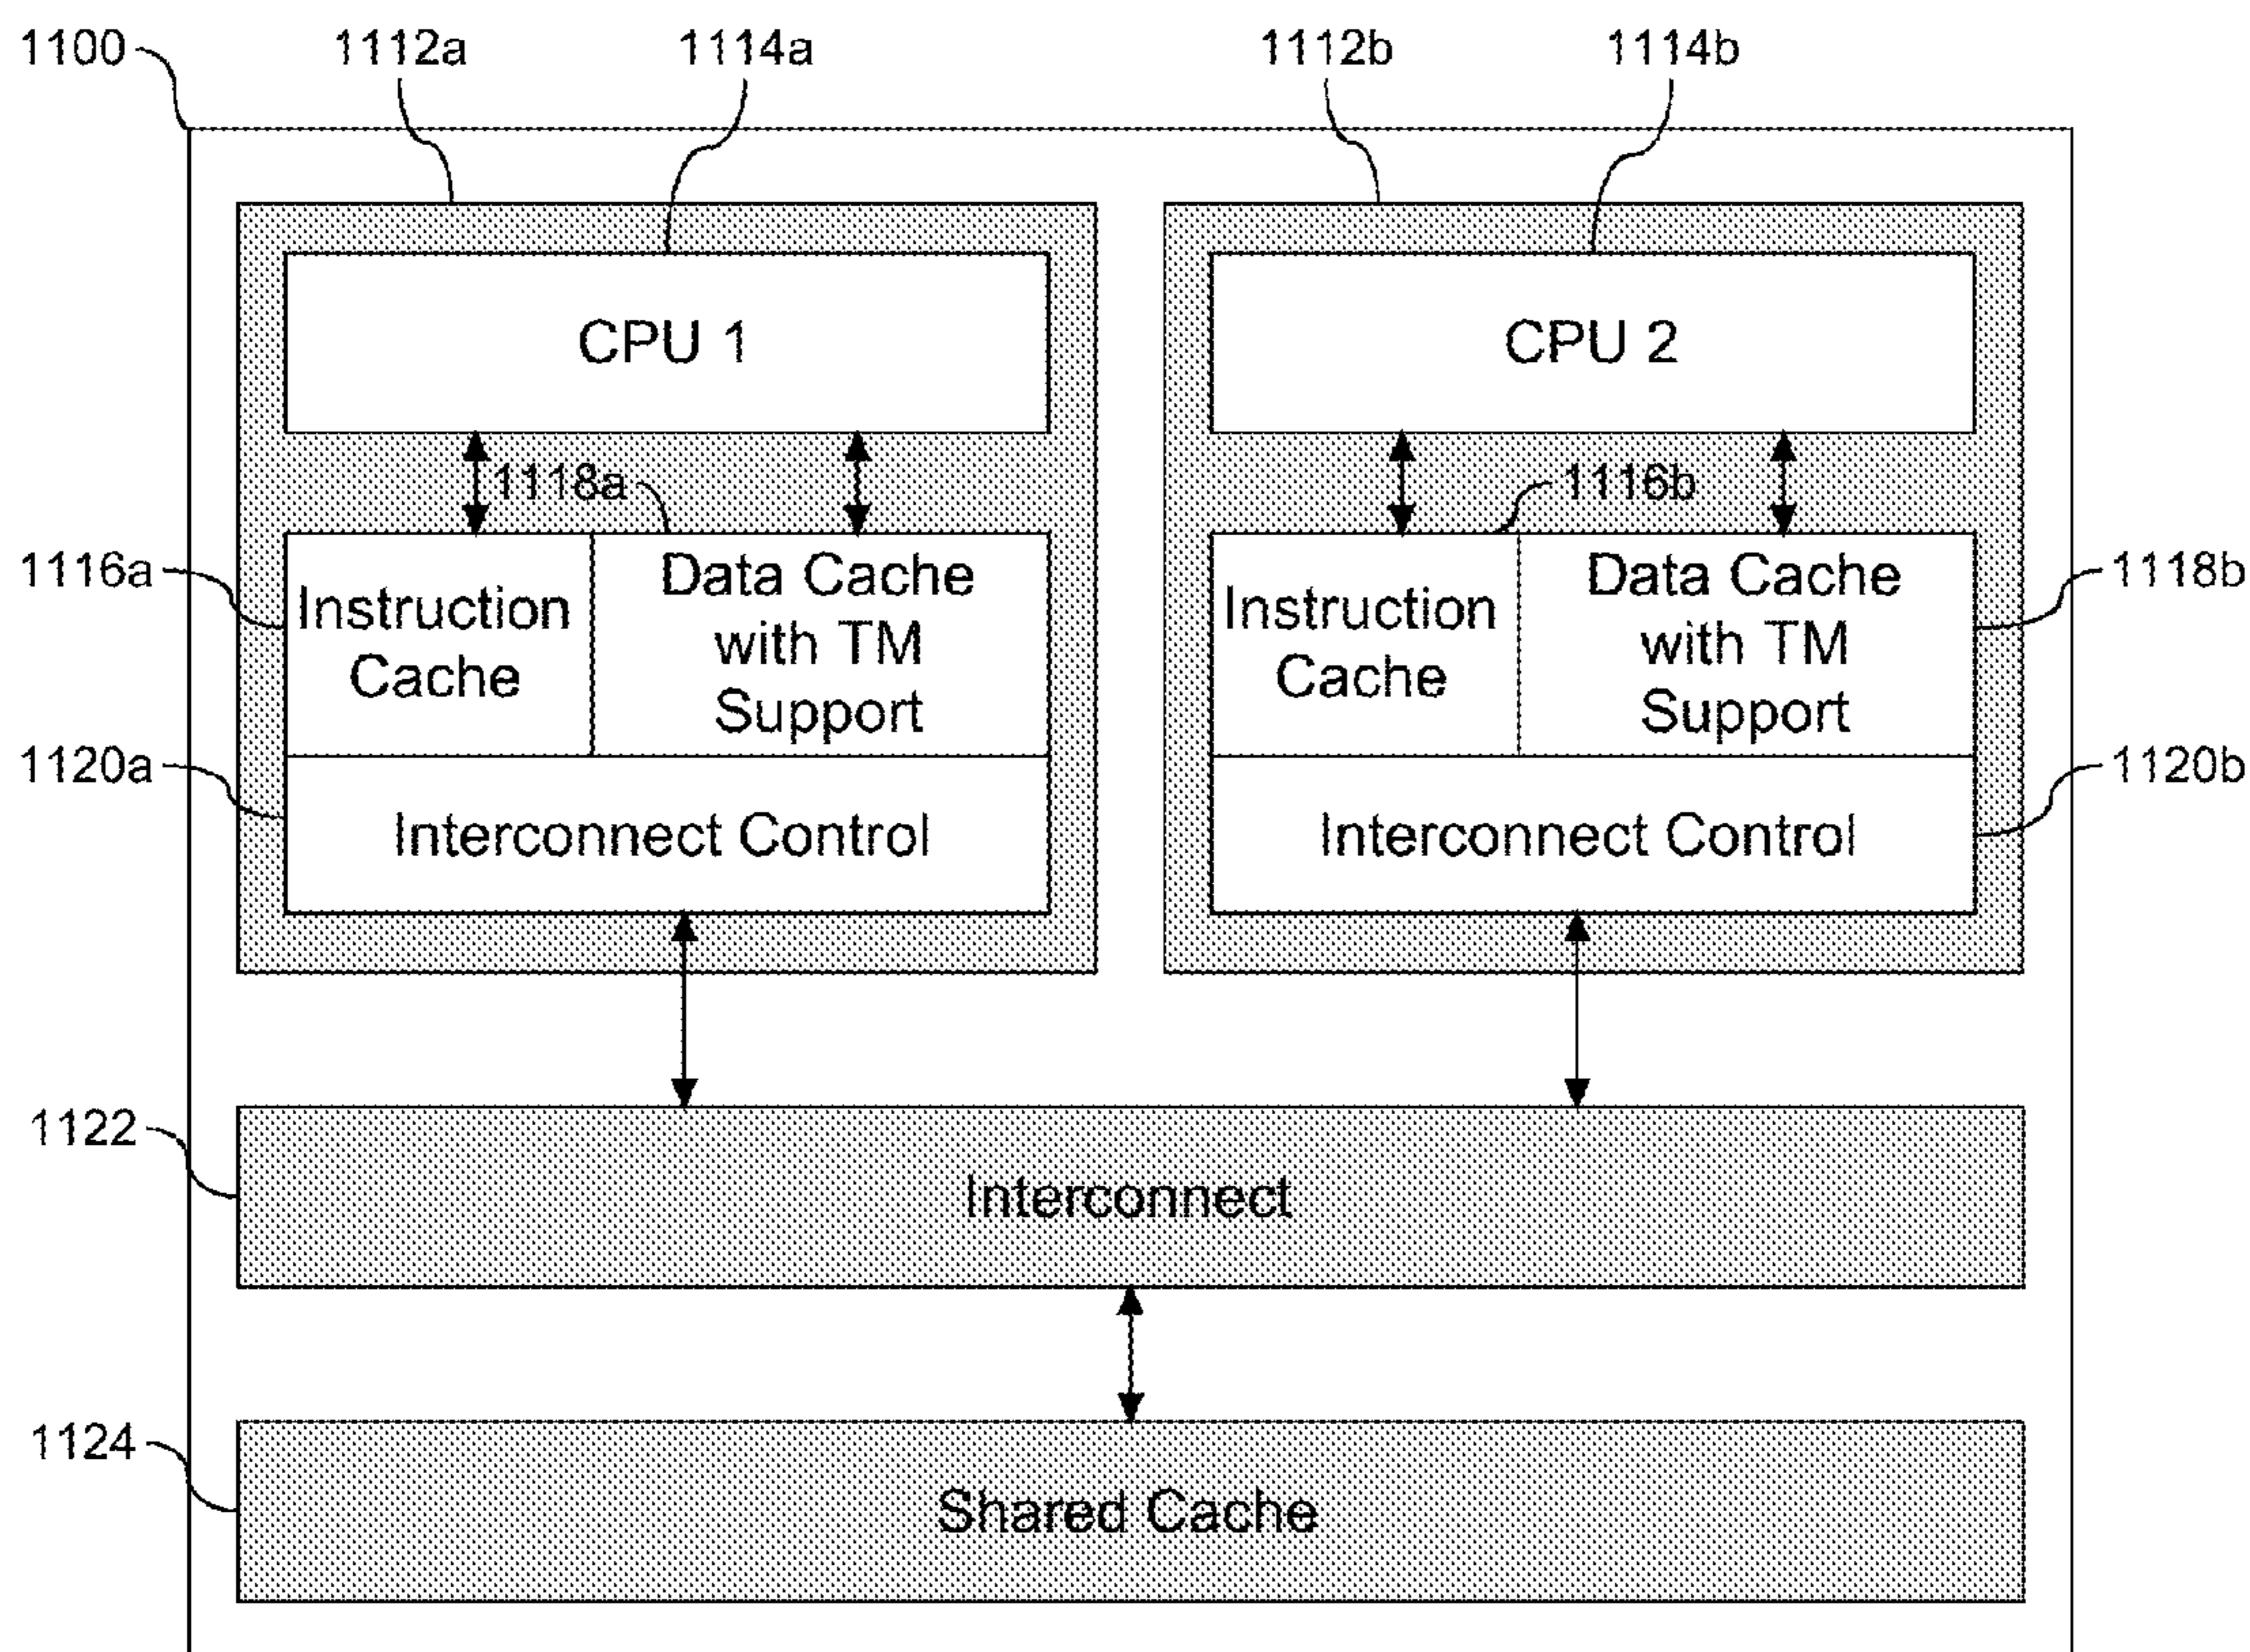 1100
1112a
1114a
1112b
1114b
CPU 1
CPU 2
1118a
1116b
1116a
Instruction
Cache
Data Cache
with TM
Support
Instruction
Cache
Data Cache
with TM
Support
1118b
1120a
Interconnect Control
Interconnect Control
1120b
1122
Interconnect
1124
Shared Cache